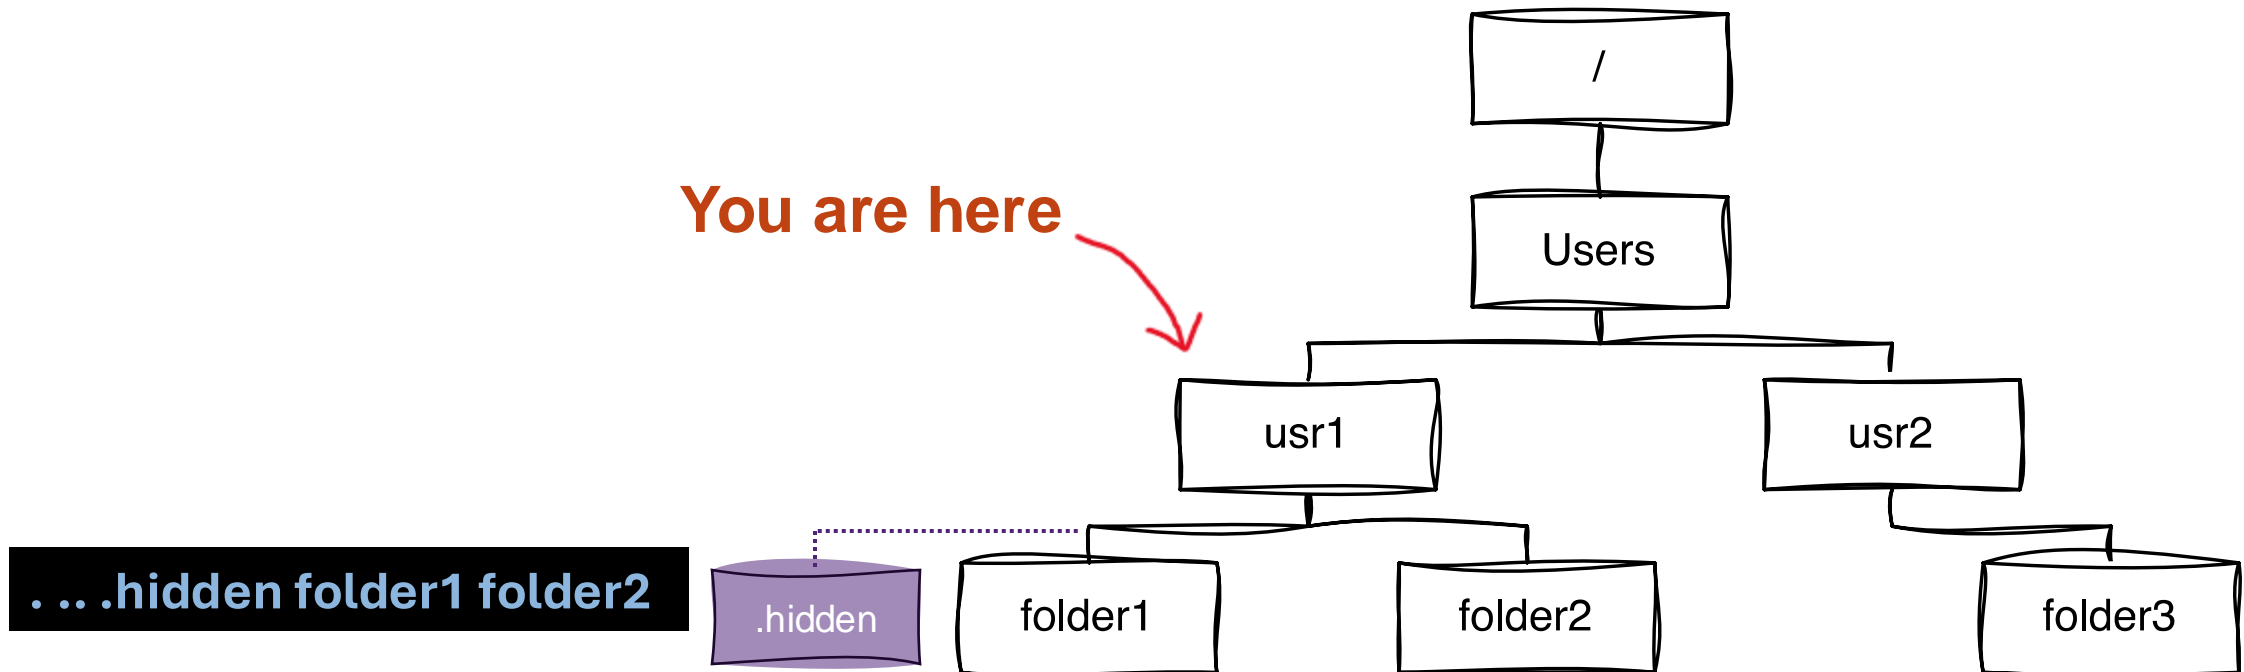 /
You are here
Users
usr1
usr2
. .. .hidden folder1 folder2
.hidden
folder1
folder2
folder3